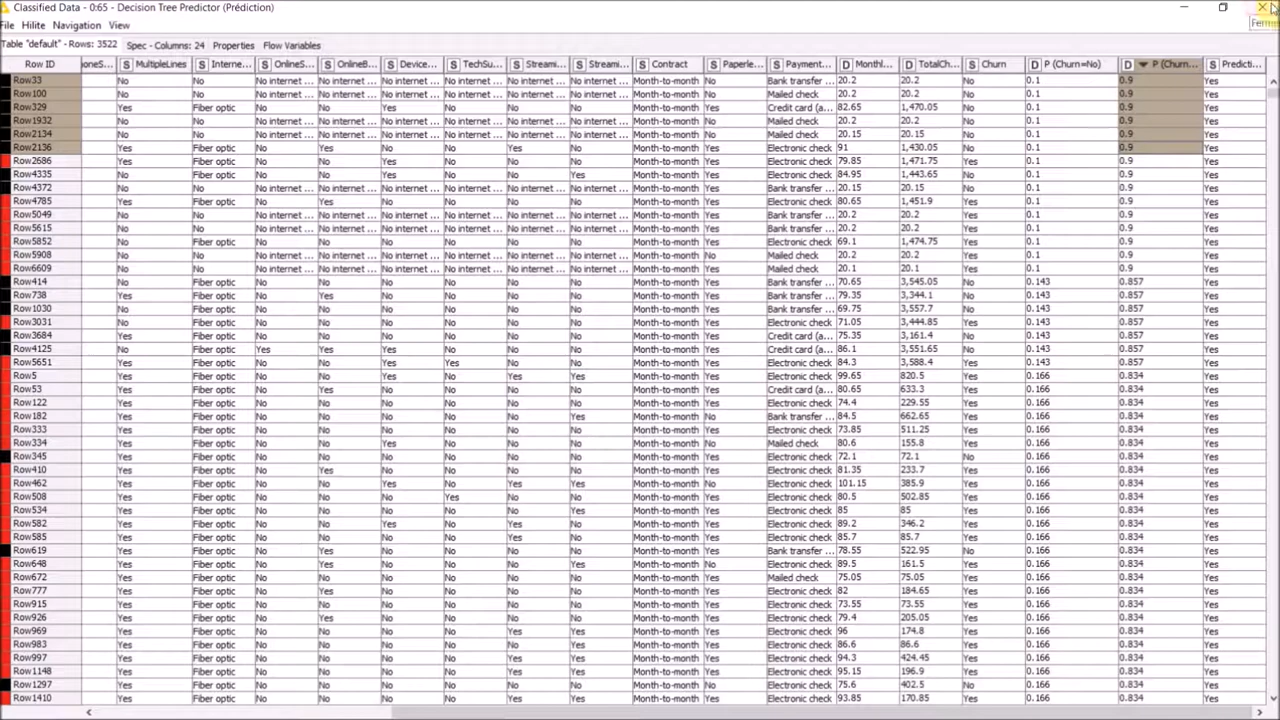 Classified Data - 0:65 - Decision Tree Predictor (Prédiction)
File Hilite Navigation View
Table "default" - Rows: 3522 Spec - Columns: 24 Properties Flow Variables
Row ID oneS... S MultipleLines S Interne... S OnlineS... S OnlineB... S Device... S TechSu... S Streami... S Streami... S Contract S Paperle... S Payment... D Monthl... D TotalCh... S Churn D P (Churn=No) D P (Churn... S Predicti...
Row33 No No No internet ... No internet ... No internet ... No internet ... No internet ... No internet ... Month-to-month No Bank transfer ... 20.2 20.2 No 0.1 0.9 Yes
Row100 No No No internet ... No internet ... No internet ... No internet ... No internet ... No internet ... Month-to-month No Mailed check 20.2 20.2 No 0.1 0.9 Yes
Row329 Yes Fiber optic No No Yes No No No Month-to-month Yes Credit card (a... 82.65 1,470.05 No 0.1 0.9 Yes
Row1932 No No No internet ... No internet ... No internet ... No internet ... No internet ... No internet ... Month-to-month No Mailed check 20.2 20.2 No 0.1 0.9 Yes
Row2134 No No No internet ... No internet ... No internet ... No internet ... No internet ... No internet ... Month-to-month No Mailed check 20.15 20.15 No 0.1 0.9 Yes
Row2136 Yes Fiber optic No Yes No No Yes No Month-to-month Yes Electronic check 91 1,430.05 No 0.1 0.9 Yes
Row2686 Yes Fiber optic No No Yes No No No Month-to-month Yes Electronic check 79.85 1,471.75 Yes 0.1 0.9 Yes
Row4335 Yes Fiber optic No No Yes No No Yes Month-to-month Yes Electronic check 84.95 1,443.65 No 0.1 0.9 Yes
Row4372 No No No internet ... No internet ... No internet ... No internet ... No internet ... No internet ... Month-to-month No Bank transfer ... 20.15 20.15 No 0.1 0.9 Yes
Row4785 Yes Fiber optic No Yes No No No No Month-to-month Yes Electronic check 80.65 1,451.9 Yes 0.1 0.9 Yes
Row5049 No No No internet ... No internet ... No internet ... No internet ... No internet ... No internet ... Month-to-month Yes Bank transfer ... 20.2 20.2 Yes 0.1 0.9 Yes
Row5615 No No No internet ... No internet ... No internet ... No internet ... No internet ... No internet ... Month-to-month Yes Bank transfer ... 20.2 20.2 Yes 0.1 0.9 Yes
Row5852 No Fiber optic No No No No No No Month-to-month Yes Electronic check 69.1 1,474.75 Yes 0.1 0.9 Yes
Row5908 No No No internet ... No internet ... No internet ... No internet ... No internet ... No internet ... Month-to-month No Mailed check 20.2 20.2 Yes 0.1 0.9 Yes
Row6609 No No No internet ... No internet ... No internet ... No internet ... No internet ... No internet ... Month-to-month Yes Mailed check 20.1 20.1 Yes 0.1 0.9 Yes
Row414 No Fiber optic No No No No No No Month-to-month Yes Bank transfer ... 70.65 3,545.05 No 0.143 0.857 Yes
Row738 Yes Fiber optic No Yes No No No No Month-to-month Yes Bank transfer ... 79.35 3,344.1 No 0.143 0.857 Yes
Row1030 No Fiber optic No No No No No No Month-to-month Yes Bank transfer ... 69.75 3,557.7 No 0.143 0.857 Yes
Row3031 No Fiber optic No No No No No No Month-to-month Yes Electronic check 71.05 3,444.85 Yes 0.143 0.857 Yes
Row3684 Yes Fiber optic No No No No No No Month-to-month Yes Credit card (a... 75.35 3,161.4 No 0.143 0.857 Yes
Row4125 No Fiber optic Yes Yes Yes No No No Month-to-month Yes Credit card (a... 86.1 3,551.65 No 0.143 0.857 Yes
Row5651 Yes Fiber optic No No Yes Yes No No Month-to-month Yes Electronic check 84.3 3,588.4 Yes 0.143 0.857 Yes
Row5 Yes Fiber optic No No Yes No Yes Yes Month-to-month Yes Electronic check 99.65 820.5 Yes 0.166 0.834 Yes
Row53 Yes Fiber optic No Yes No No No No Month-to-month Yes Credit card (a... 80.65 633.3 Yes 0.166 0.834 Yes
Row122 Yes Fiber optic No No No No No No Month-to-month Yes Electronic check 74.4 229.55 Yes 0.166 0.834 Yes
Row182 Yes Fiber optic No No No No No Yes Month-to-month No Bank transfer ... 84.5 662.65 Yes 0.166 0.834 Yes
Row333 Yes Fiber optic No No No No No No Month-to-month Yes Electronic check 73.85 511.25 Yes 0.166 0.834 Yes
Row334 Yes Fiber optic No No Yes No No No Month-to-month No Mailed check 80.6 155.8 Yes 0.166 0.834 Yes
Row345 Yes Fiber optic No No No No No No Month-to-month Yes Electronic check 72.1 72.1 No 0.166 0.834 Yes
Row410 Yes Fiber optic No Yes No No No No Month-to-month Yes Electronic check 81.35 233.7 Yes 0.166 0.834 Yes
Row462 Yes Fiber optic No No Yes No Yes Yes Month-to-month No Electronic check 101.15 385.9 Yes 0.166 0.834 Yes
Row508 Yes Fiber optic No No No Yes No No Month-to-month Yes Electronic check 80.5 502.85 Yes 0.166 0.834 Yes
Row534 Yes Fiber optic No No No No No Yes Month-to-month Yes Electronic check 85 85 Yes 0.166 0.834 Yes
Row582 Yes Fiber optic No No Yes No Yes No Month-to-month Yes Electronic check 89.2 346.2 Yes 0.166 0.834 Yes
Row585 Yes Fiber optic No No No No Yes No Month-to-month Yes Electronic check 85.7 85.7 Yes 0.166 0.834 Yes
Row619 Yes Fiber optic No Yes No No No No Month-to-month Yes Bank transfer ... 78.55 522.95 No 0.166 0.834 Yes
Row648 Yes Fiber optic No Yes No No No Yes Month-to-month No Electronic check 89.5 161.5 Yes 0.166 0.834 Yes
Row672 Yes Fiber optic No No No No No No Month-to-month Yes Mailed check 75.05 75.05 Yes 0.166 0.834 Yes
Row777 Yes Fiber optic No Yes No No No No Month-to-month Yes Electronic check 82 184.65 Yes 0.166 0.834 Yes
Row915 Yes Fiber optic No No No No No No Month-to-month Yes Electronic check 73.55 73.55 Yes 0.166 0.834 Yes
Row926 Yes Fiber optic No Yes No No No No Month-to-month Yes Electronic check 79.4 205.05 Yes 0.166 0.834 Yes
Row969 Yes Fiber optic No No No No Yes Yes Month-to-month Yes Electronic check 96 174.8 Yes 0.166 0.834 Yes
Row983 Yes Fiber optic No No No No No Yes Month-to-month Yes Electronic check 86.6 86.6 Yes 0.166 0.834 Yes
Row997 Yes Fiber optic No No No No Yes Yes Month-to-month Yes Electronic check 94.3 424.45 Yes 0.166 0.834 Yes
Row1148 Yes Fiber optic No No No No Yes Yes Month-to-month Yes Electronic check 95.15 196.9 Yes 0.166 0.834 Yes
Row1297 Yes Fiber optic No No No No No No Month-to-month Yes Electronic check 75.6 402.5 No 0.166 0.834 Yes
Row1410 Yes Fiber optic No No No No Yes Yes Month-to-month Yes Electronic check 93.85 170.85 Yes 0.166 0.834 Yes